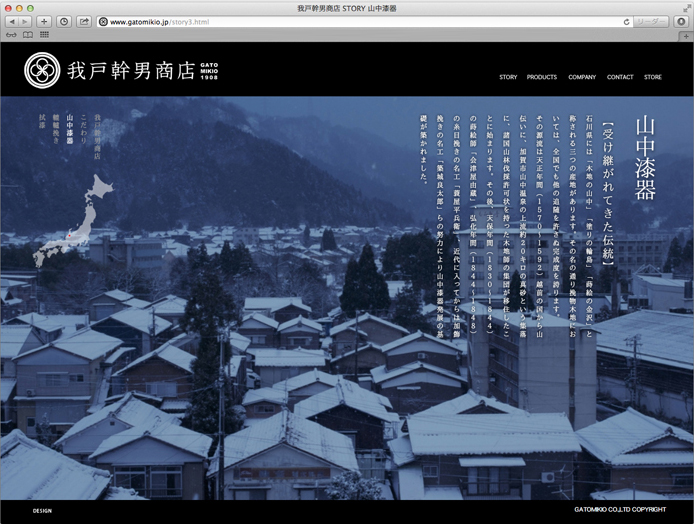 我戸幹男商店 STORY 山中漆器
www.gatomikio.jp/story3.html
リーダー
我戸幹男商店
GATO
MIKIO
1908
STORY PRODUCTS COMPANY CONTACT STORE
山中漆器
【受け継がれてきた伝統】
石川県には「木地の山中」「塗りの輪島」「蒔絵の金沢」と
称される三つの産地があります。その名の通り挽物木地にお
いては、全国でも他の追随を許さぬ完成度を誇ります。
その源流は天正年間(1570〜1592)越前の国から山
伝いに、加賀市山中温泉の上流約20キロの真砂という集落
に、諸国山林伐採許可状を持った木地師の集団が移住したこ
とに始まります。その後、天保年間(1830〜1844)
の蒔絵師「会津屋由蔵」、弘化年間(1844〜1848)
の糸目挽きの名工「蓑屋平兵衛」、近代に入ってからは加飾
挽きの名工「築城良太郎」らの努力により山中漆器発展の基
礎が築かれました。
我戸幹男商店
こだわり
山中漆器
轆轤挽き
拭漆
DESIGN
GATOMIKIO CO.,LTD COPYRIGHT